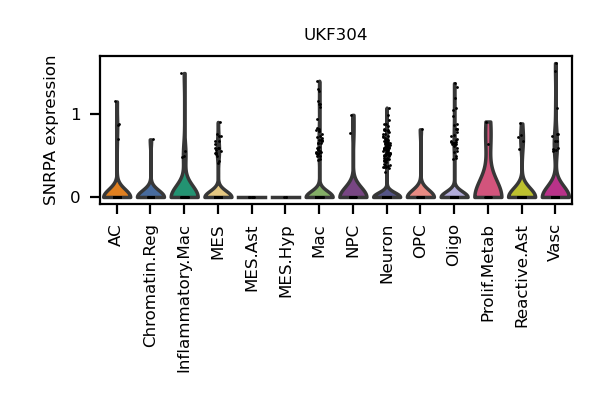 UKF304
SNRPA expression
1
0
AC
Chromatin.Reg
Inflammatory.Mac
MES
MES.Ast
MES.Hyp
Mac
NPC
Neuron
OPC
Oligo
Prolif.Metab
Reactive.Ast
Vasc